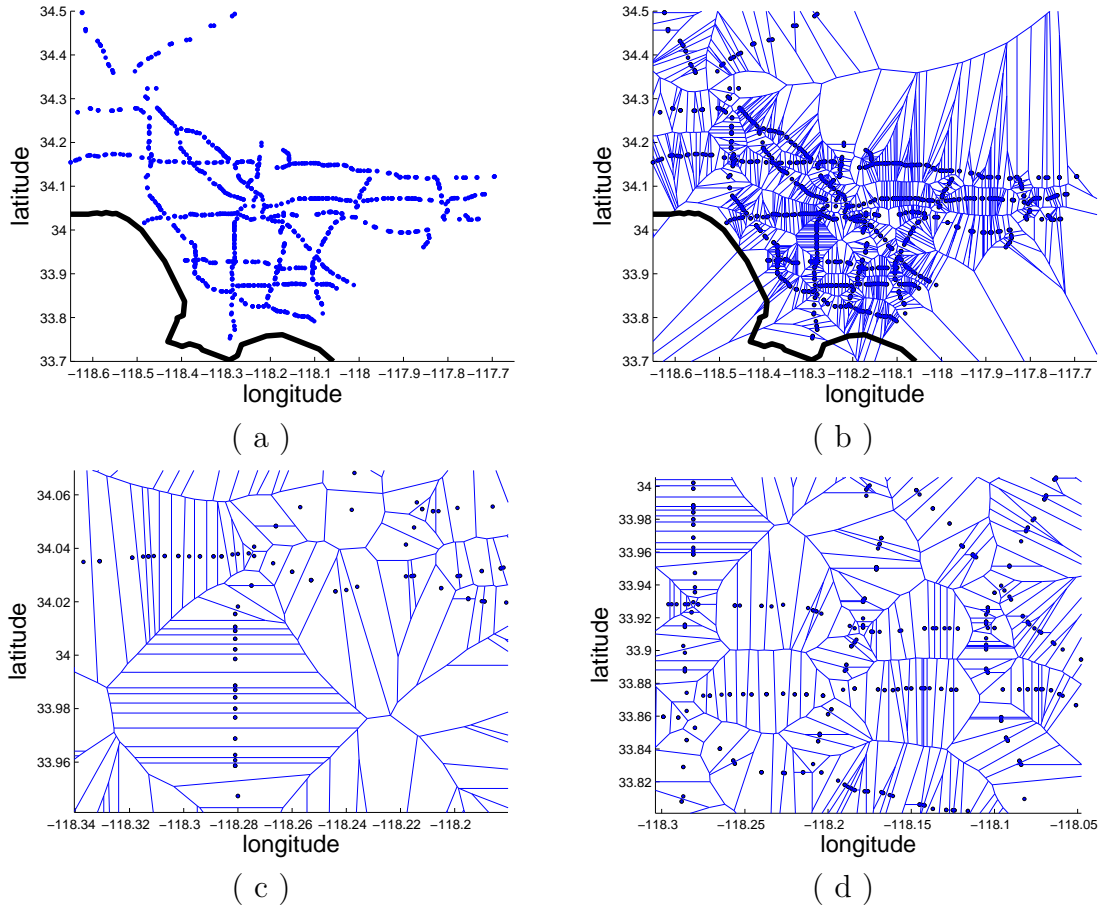 34.5
34.4
34.3
34.2
34.1
34
33.9
33.8
33.7
latitude
−118.6 −118.5 −118.4 −118.3 −118.2 −118.1 −118 −117.9 −117.8 −117.7
longitude
( a )
34.5
34.4
34.3
34.2
34.1
34
33.9
33.8
33.7
latitude
−118.6 −118.5 −118.4 −118.3 −118.2 −118.1 −118 −117.9 −117.8 −117.7
longitude
( b )
34.06
34.04
34.02
34
33.98
33.96
latitude
−118.34 −118.32 −118.3 −118.28 −118.26 −118.24 −118.22 −118.2
longitude
( c )
34
33.98
33.96
33.94
33.92
33.9
33.88
33.86
33.84
33.82
latitude
−118.3 −118.25 −118.2 −118.15 −118.1 −118.05
longitude
( d )